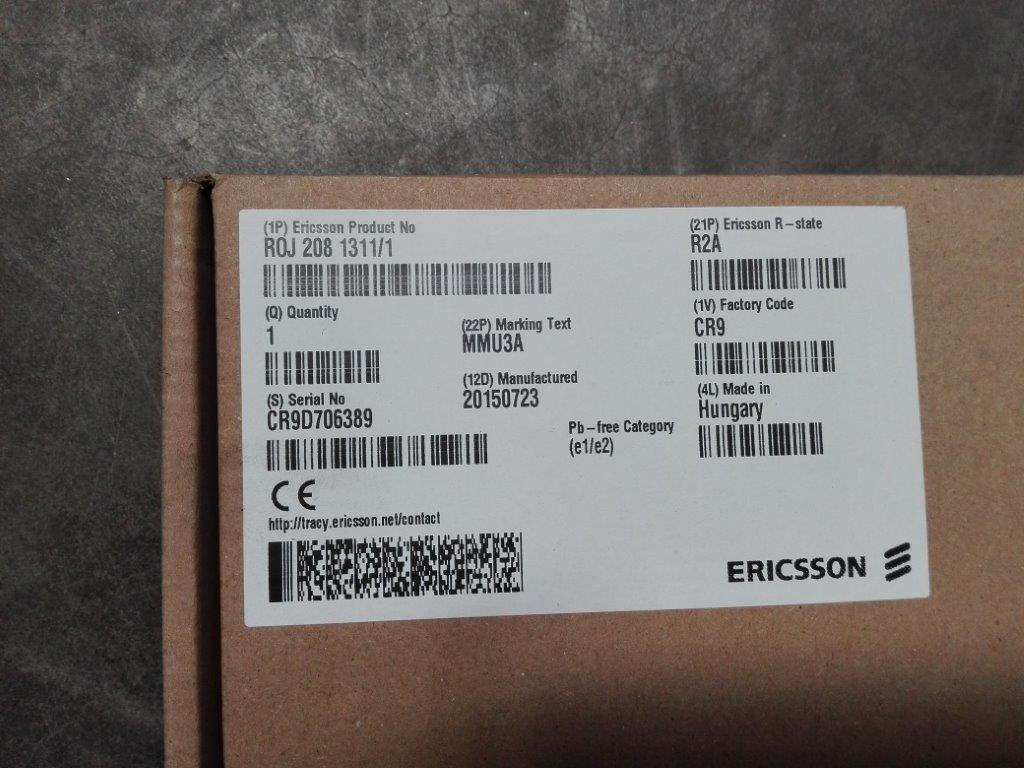 (1P) Ericsson Product No
ROJ 208 1311/1
(21P) Ericsson R-state
R2A
(Q) Quantity
1
(22P) Marking Text
MMU3A
(1V) Factory Code
CR9
(S) Serial No
CR9D706389
(12D) Manufactured
20150723
(4L) Made in
Hungary
Pb-free Category
(e1/e2)
CE
http://tracy.ericsson.net/contact
ERICSSON